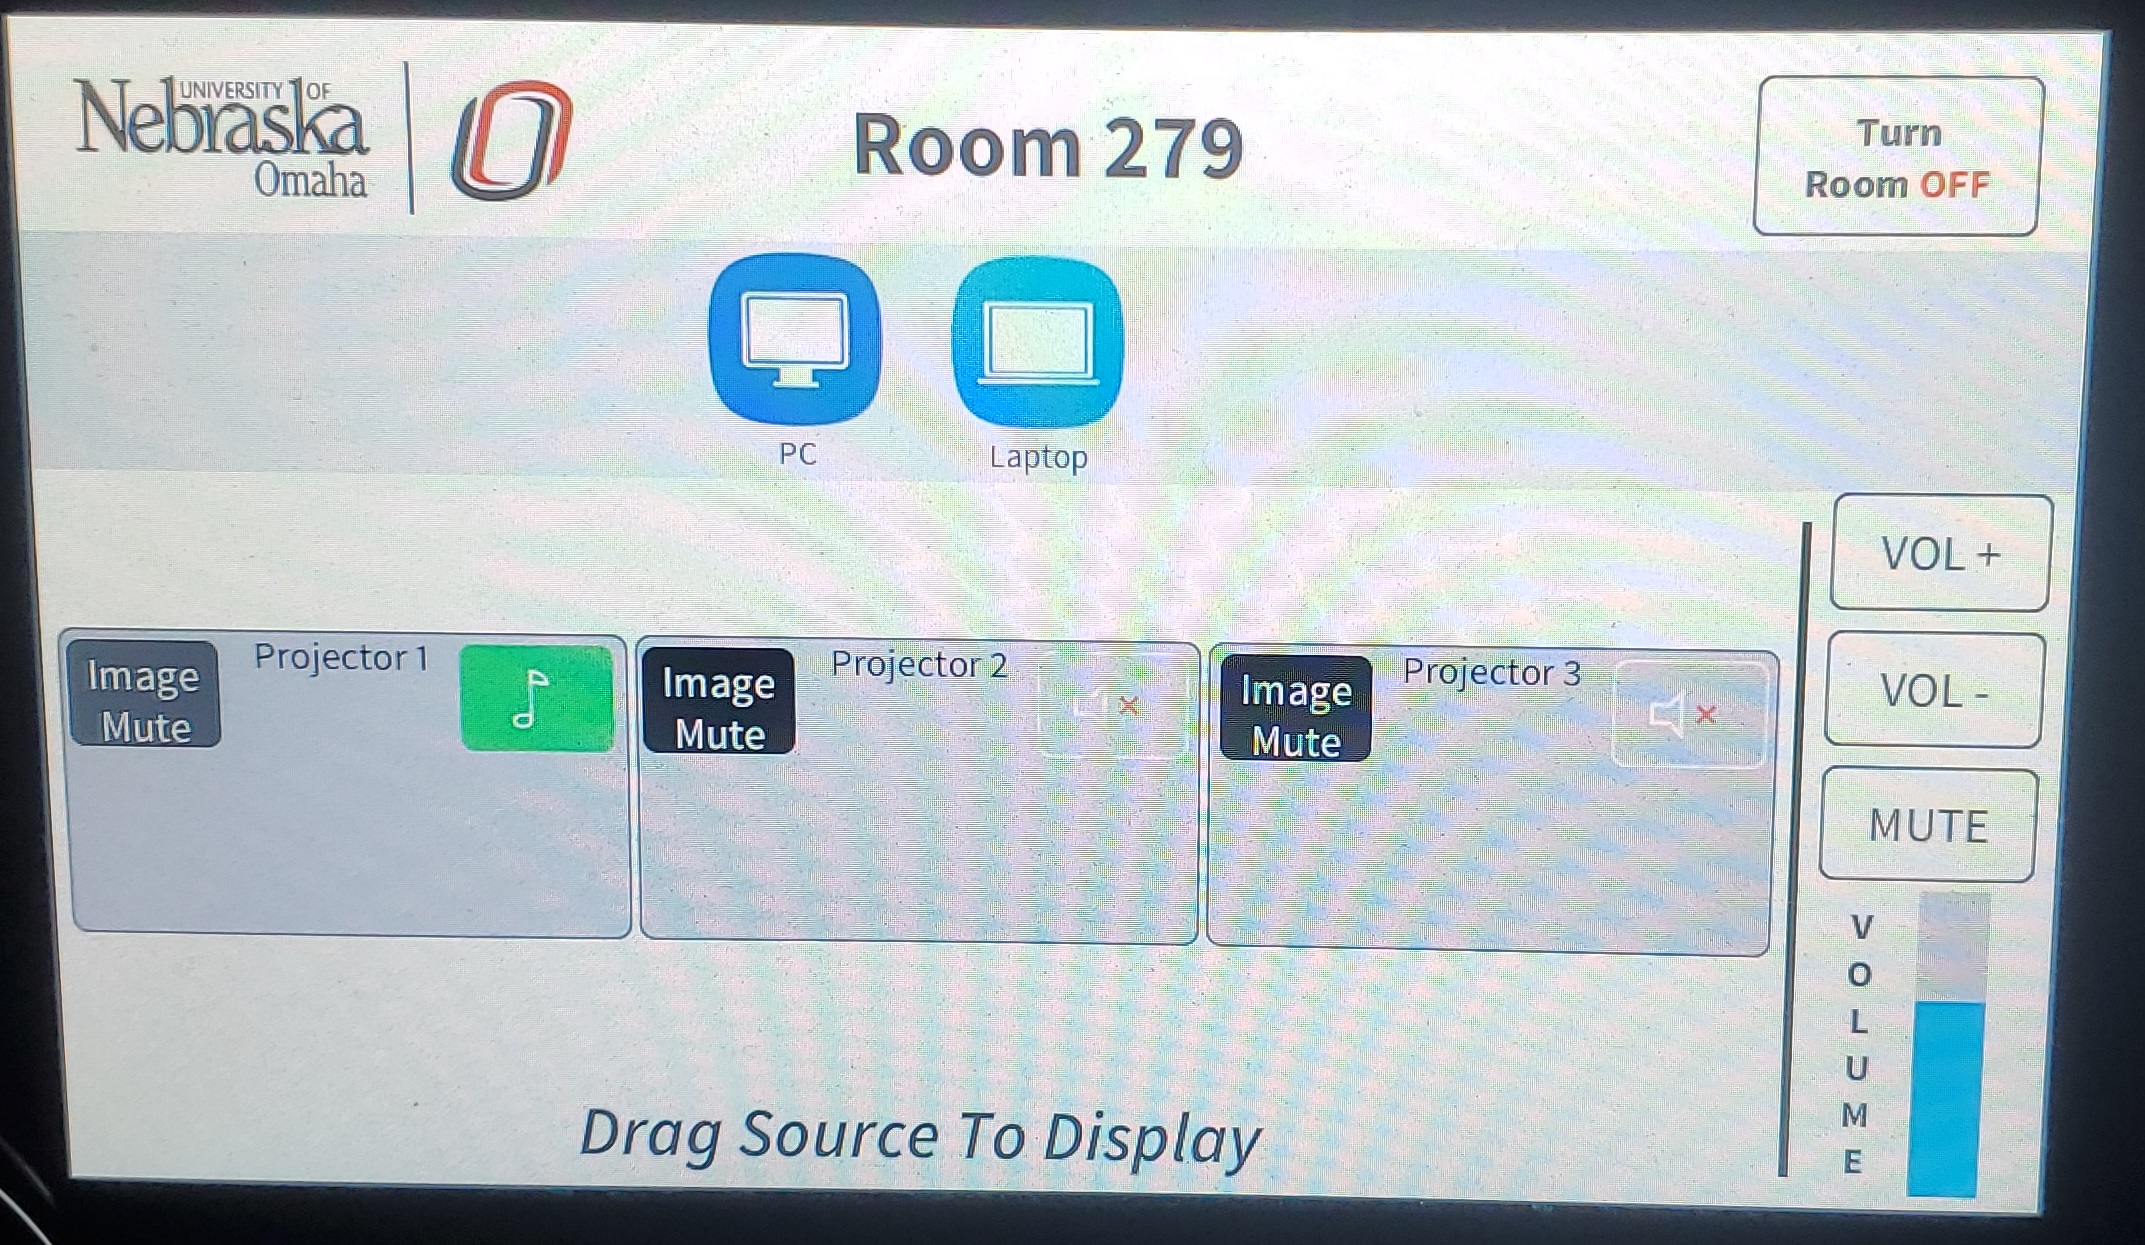 UNIVERSITY OF
Nebraska
Omaha
Room 279
Turn
Room OFF
PC
Laptop
Image
Mute
Projector 1
Image
Mute
Projector 2
Image
Mute
Projector 3
VOL +
VOL -
MUTE
VOLUME
Drag Source To Display